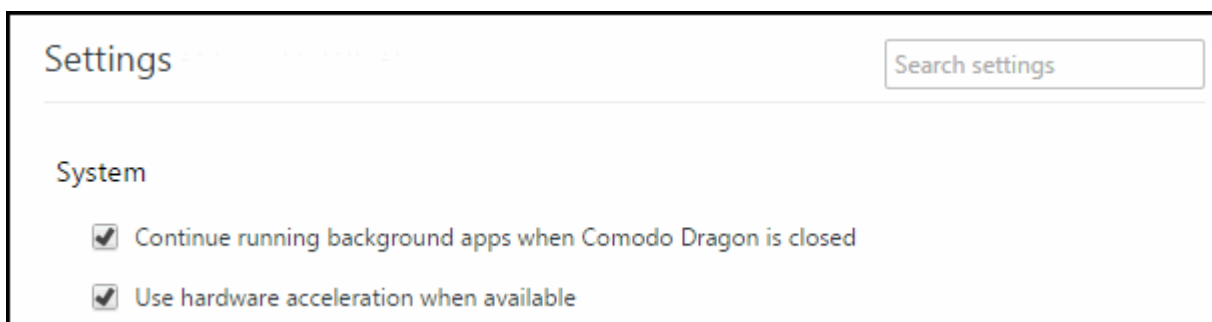 Settings
Search settings
System
Continue running background apps when Comodo Dragon is closed
Use hardware acceleration when available